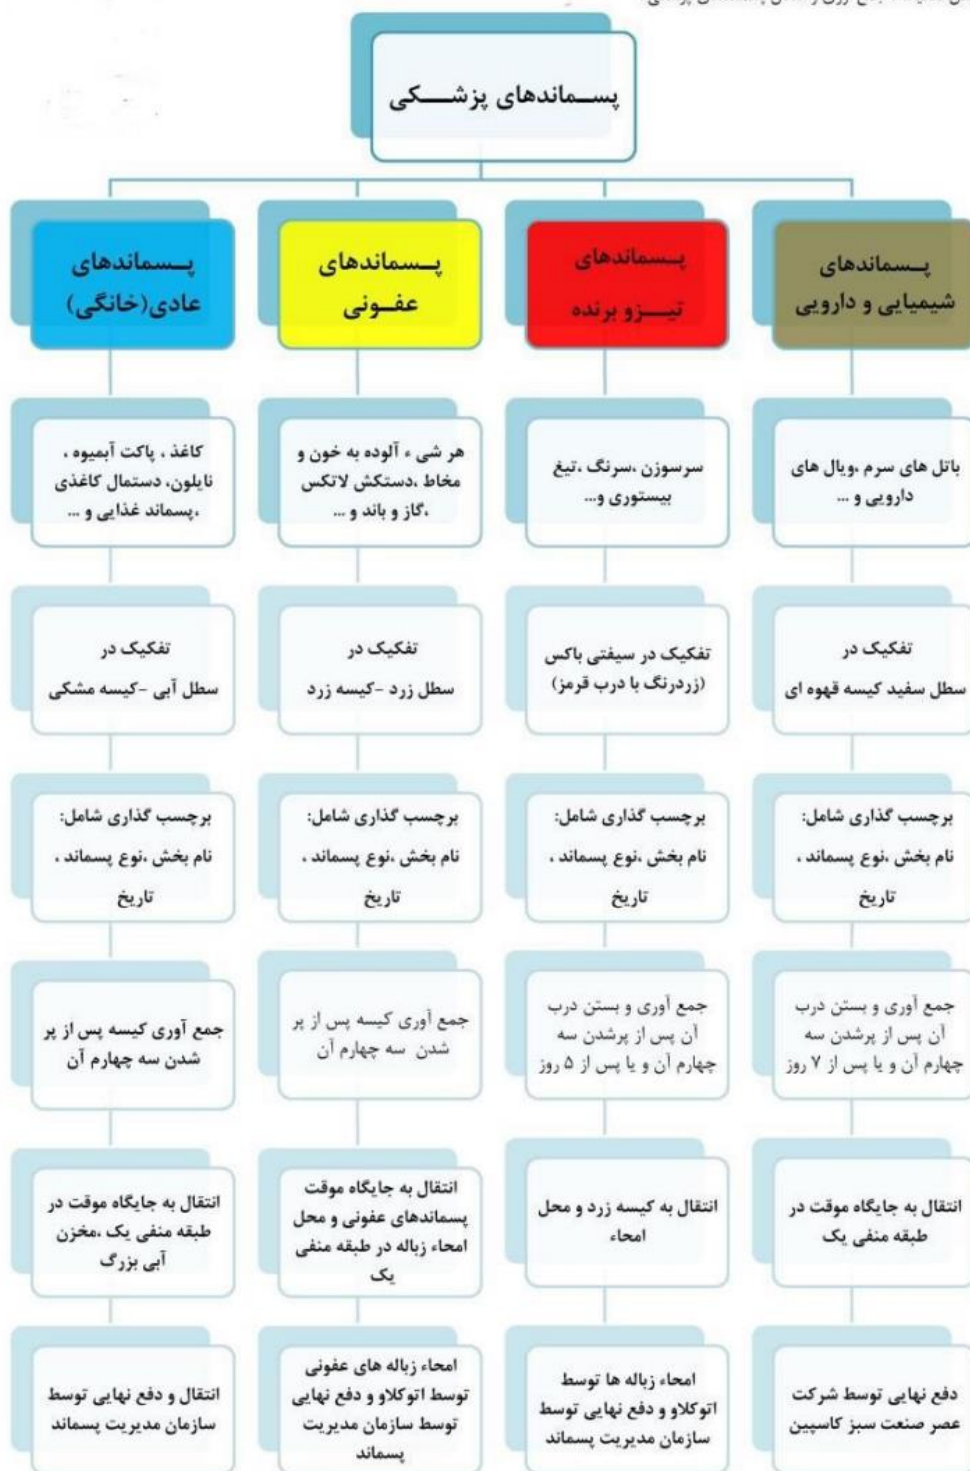 پسماندهای پزشکی
پسماندهای
شیمیایی و دارویی
باتل های سرم ،ویال های
دارویی و ...
تفکیک در
سطل سفید کیسه قهوه ای
برچسب گذاری شامل:
نام بخش ،نوع پسماند ،
تاریخ
جمع آوری و بستن درب
آن پس از پرشدن سه
چهارم آن و یا پس از ۷ روز
انتقال به جایگاه موقت در
طبقه منفی یک
دفع نهایی توسط شرکت
عصر صنعت سبز کاسپین
پسماندهای
تیزو برنده
سرسوزن ،سرنگ ،تیغ
بیستوری و...
تفکیک در سیفتی باکس
(زردرنگ با درب قرمز)
برچسب گذاری شامل:
نام بخش ،نوع پسماند ،
تاریخ
جمع آوری و بستن درب
آن پس از پرشدن سه
چهارم آن و یا پس از ۵ روز
انتقال به کیسه زرد و محل
امحاء
امحاء زباله ها توسط
اتوکلاو و دفع نهایی توسط
سازمان مدیریت پسماند
پسماندهای
عفونی
هر شی ء آلوده به خون و
مخاط ،دستکش لاتکس
،گاز و باند و ...
تفکیک در
سطل زرد -کیسه زرد
برچسب گذاری شامل:
نام بخش ،نوع پسماند ،
تاریخ
جمع آوری کیسه پس از پر
شدن سه چهارم آن
انتقال به جایگاه موقت
پسماندهای عفونی و محل
امحاء زباله در طبقه منفی
یک
امحاء زباله های عفونی
توسط اتوکلاو و دفع نهایی
توسط سازمان مدیریت
پسماند
پسماندهای
عادی(خانگی)
کاغذ ، پاکت آبمیوه ،
نایلون، دستمال کاغذی
،پسماند غذایی و ...
تفکیک در
سطل آبی -کیسه مشکی
برچسب گذاری شامل:
نام بخش ،نوع پسماند ،
تاریخ
جمع آوری کیسه پس از پر
شدن سه چهارم آن
انتقال به جایگاه موقت در
طبقه منفی یک ،مخزن
آبی بزرگ
انتقال و دفع نهایی توسط
سازمان مدیریت پسماند